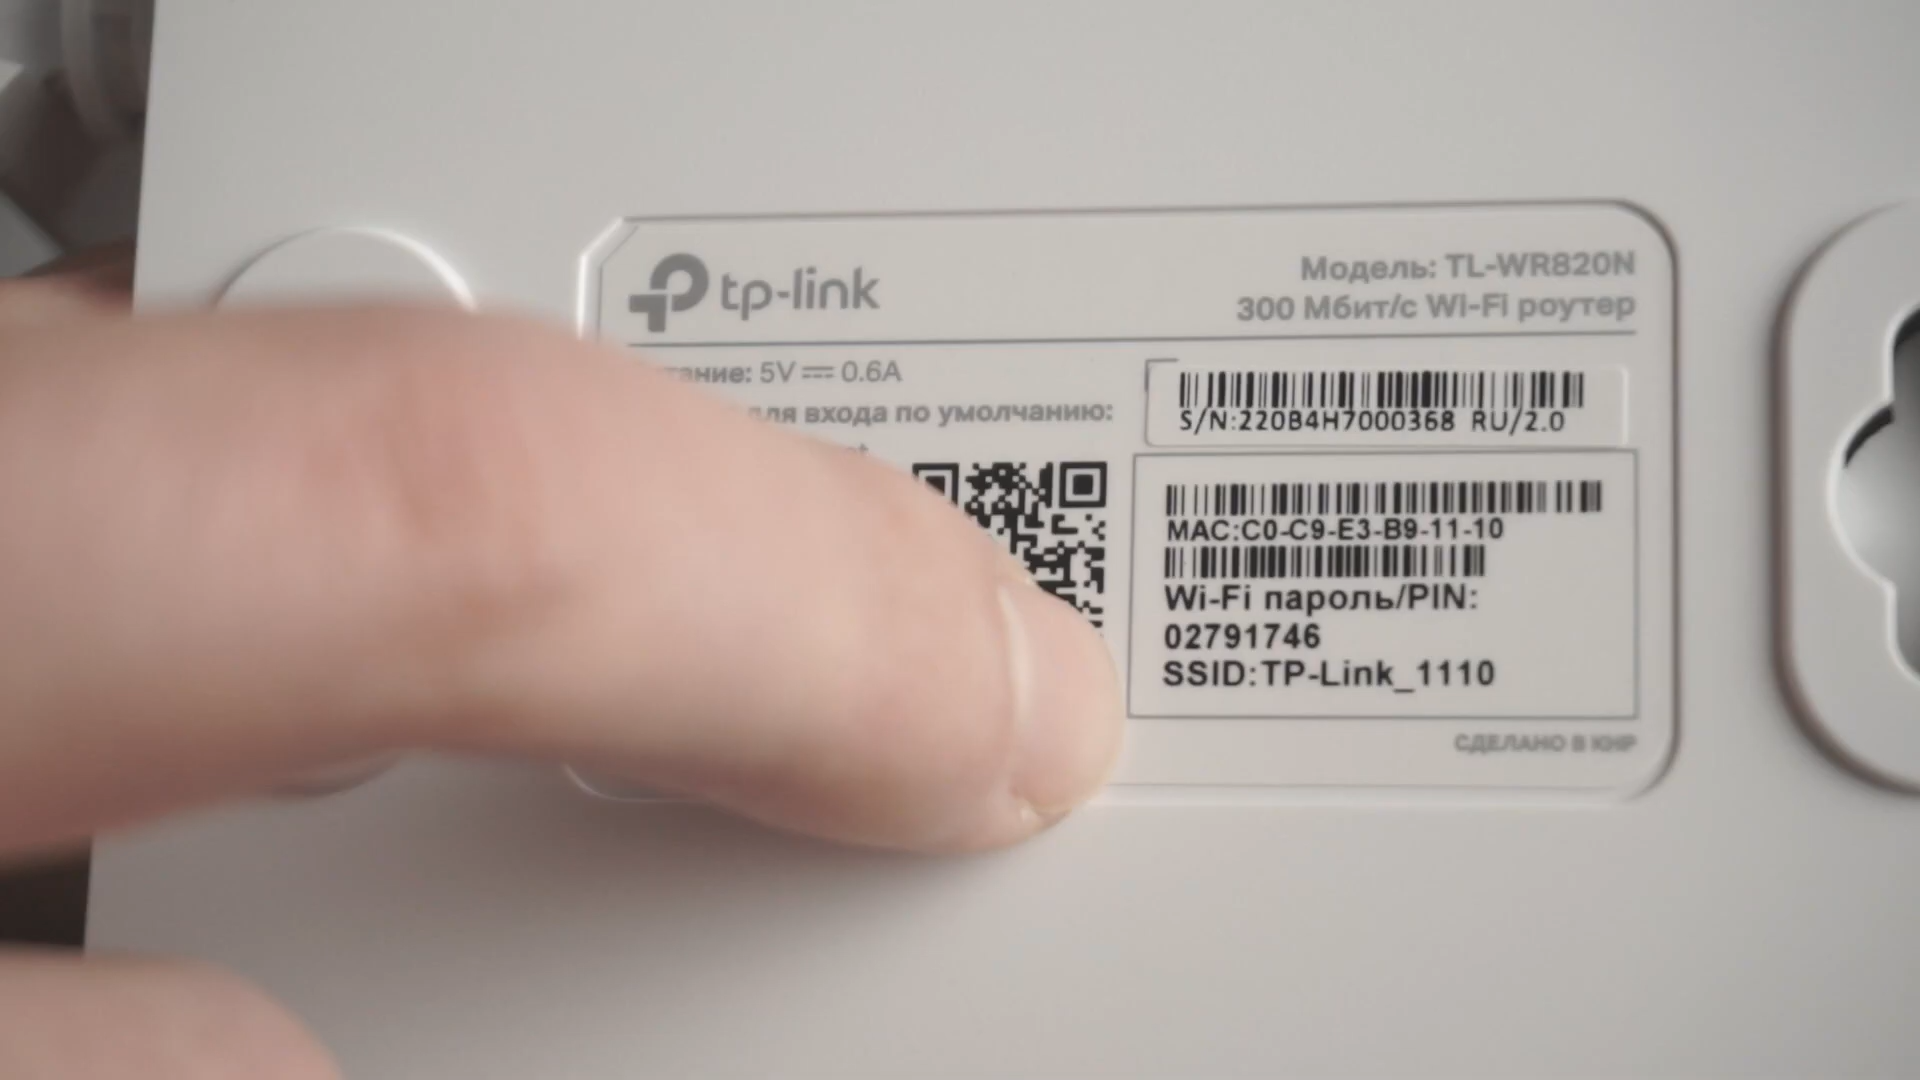 tp-link
Модель: TL-WR820N
300 Мбит/с Wi-Fi роутер
5V 0.6A
для входа по умолчанию:
S/N:220B4H7000368 RU/2.0
MAC:C0-C9-E3-B9-11-10
Wi-Fi пароль/PIN:
02791746
SSID:TP-Link_1110
СДЕЛАНО В КНР